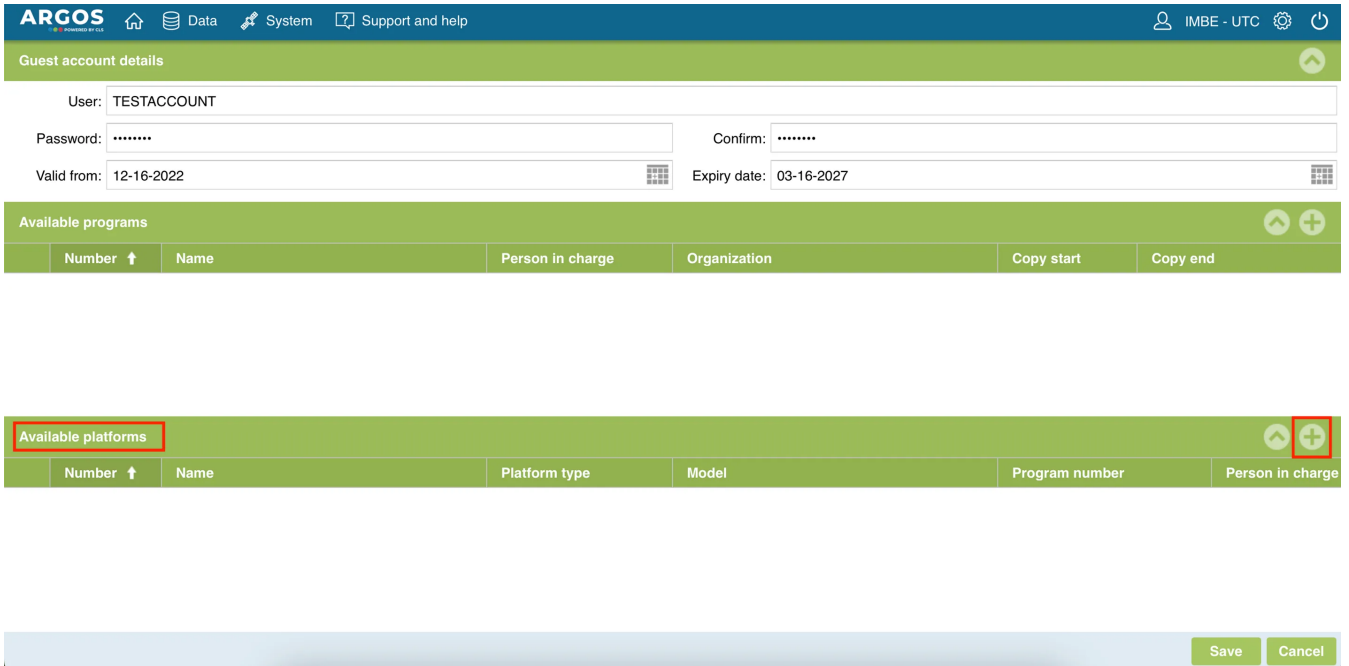 ARGOS POWERED BY CLS Data System Support and help IMBE - UTC
Guest account details
User: TESTACCOUNT
Password: •••••••• Confirm: ••••••••
Valid from: 12-16-2022 Expiry date: 03-16-2027
Available programs
Number Name Person in charge Organization Copy start Copy end
Available platforms
Number Name Platform type Model Program number Person in charge
Save Cancel